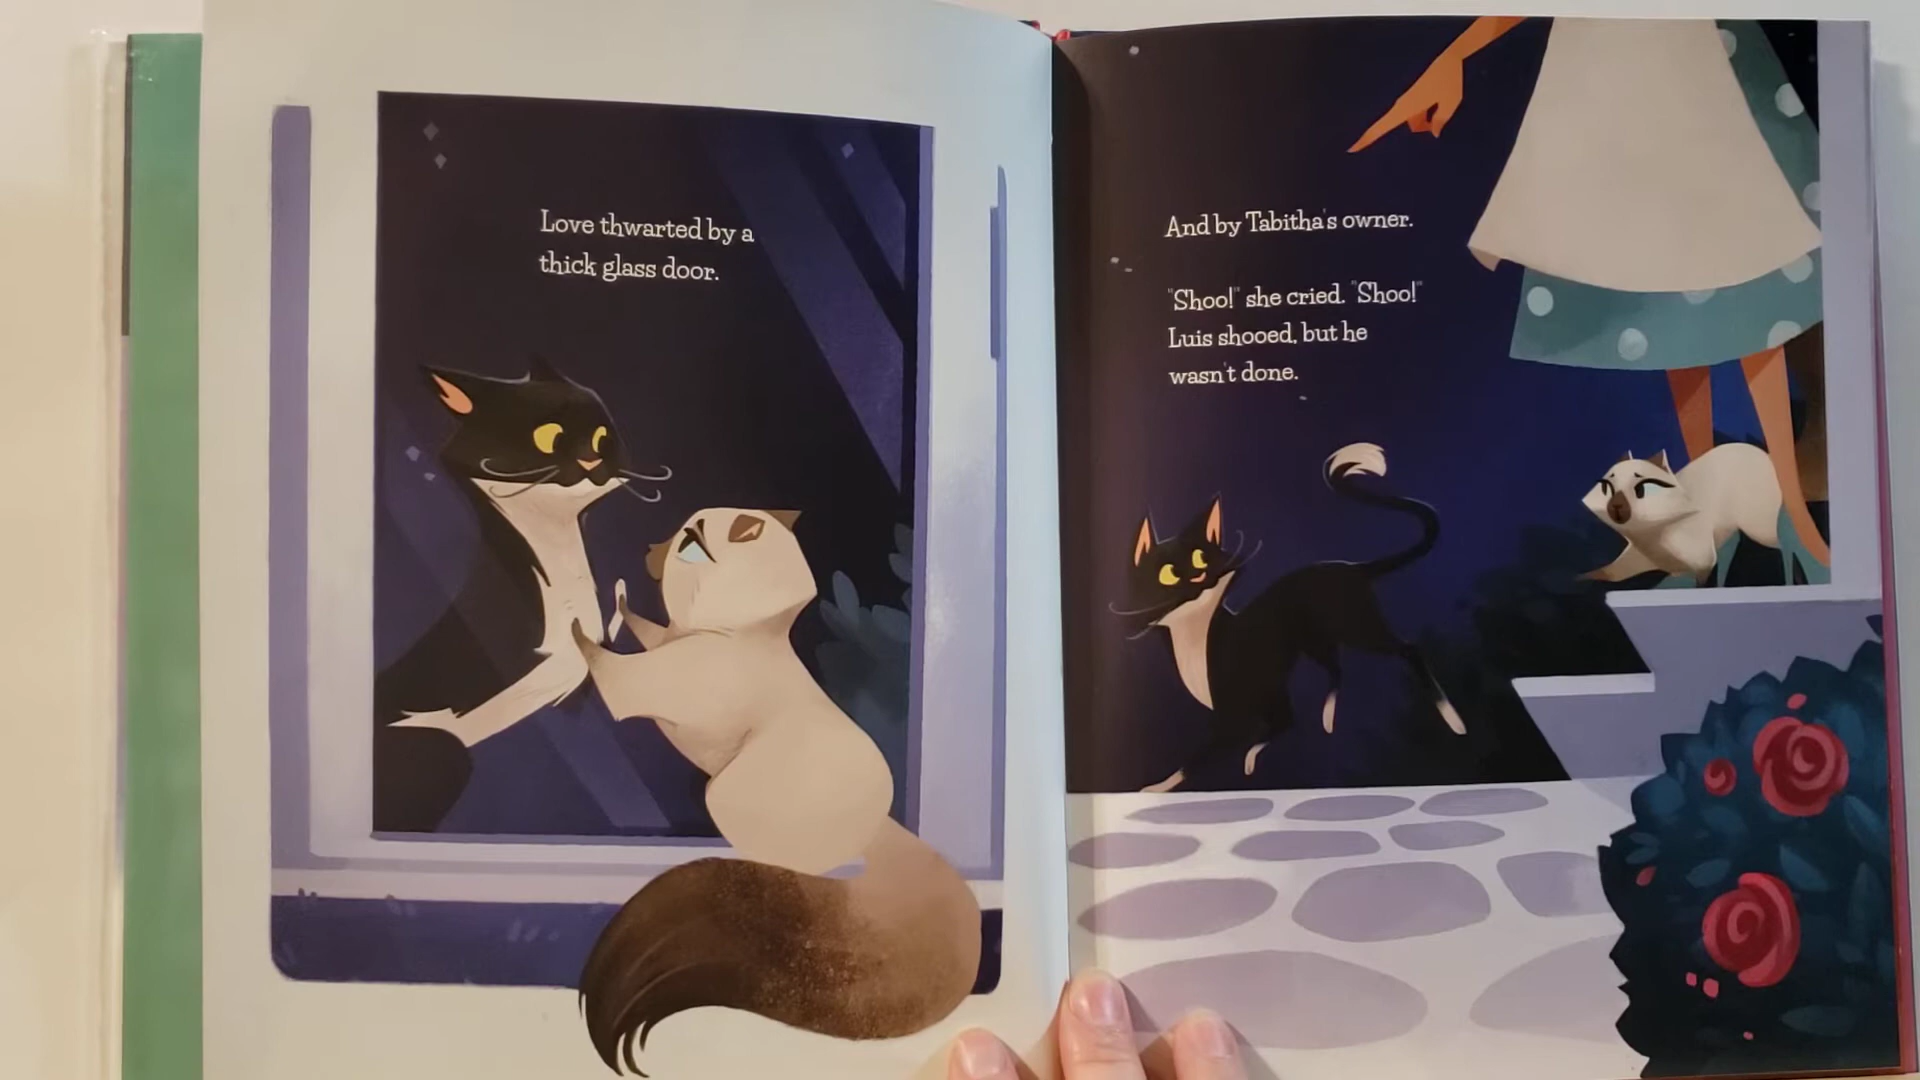 Love thwarted by a
thick glass door.
And by Tabitha's owner.
"Shoo!" she cried. "Shoo!"
Luis shooed, but he
wasn't done.